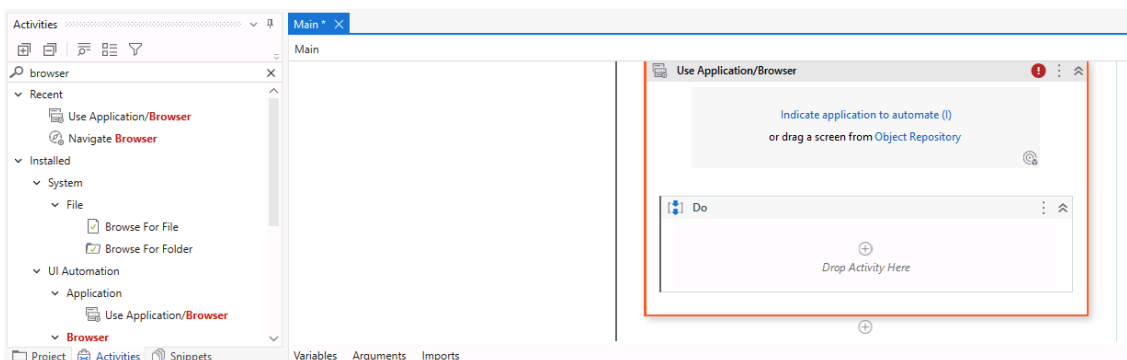 Activities
browser
Recent
Use Application/Browser
Navigate Browser
Installed
System
File
Browse For File
Browse For Folder
UI Automation
Application
Use Application/Browser
Browser
Project Activities Snippets
Main *
Main
Use Application/Browser
Indicate application to automate (I)
or drag a screen from Object Repository
Do
Drop Activity Here
Variables Arguments Imports